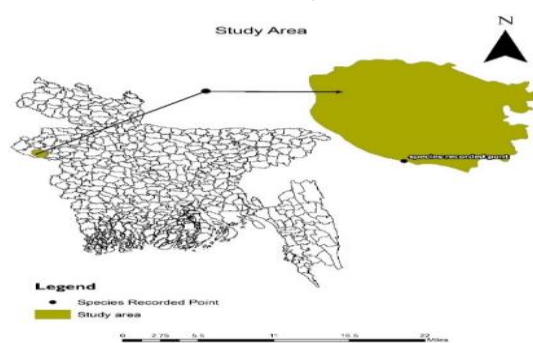 Study Area
N
species recorded point
Legend
Species Recorded Point
Study area
0 2.75 5.5 11 16.5 22
Miles